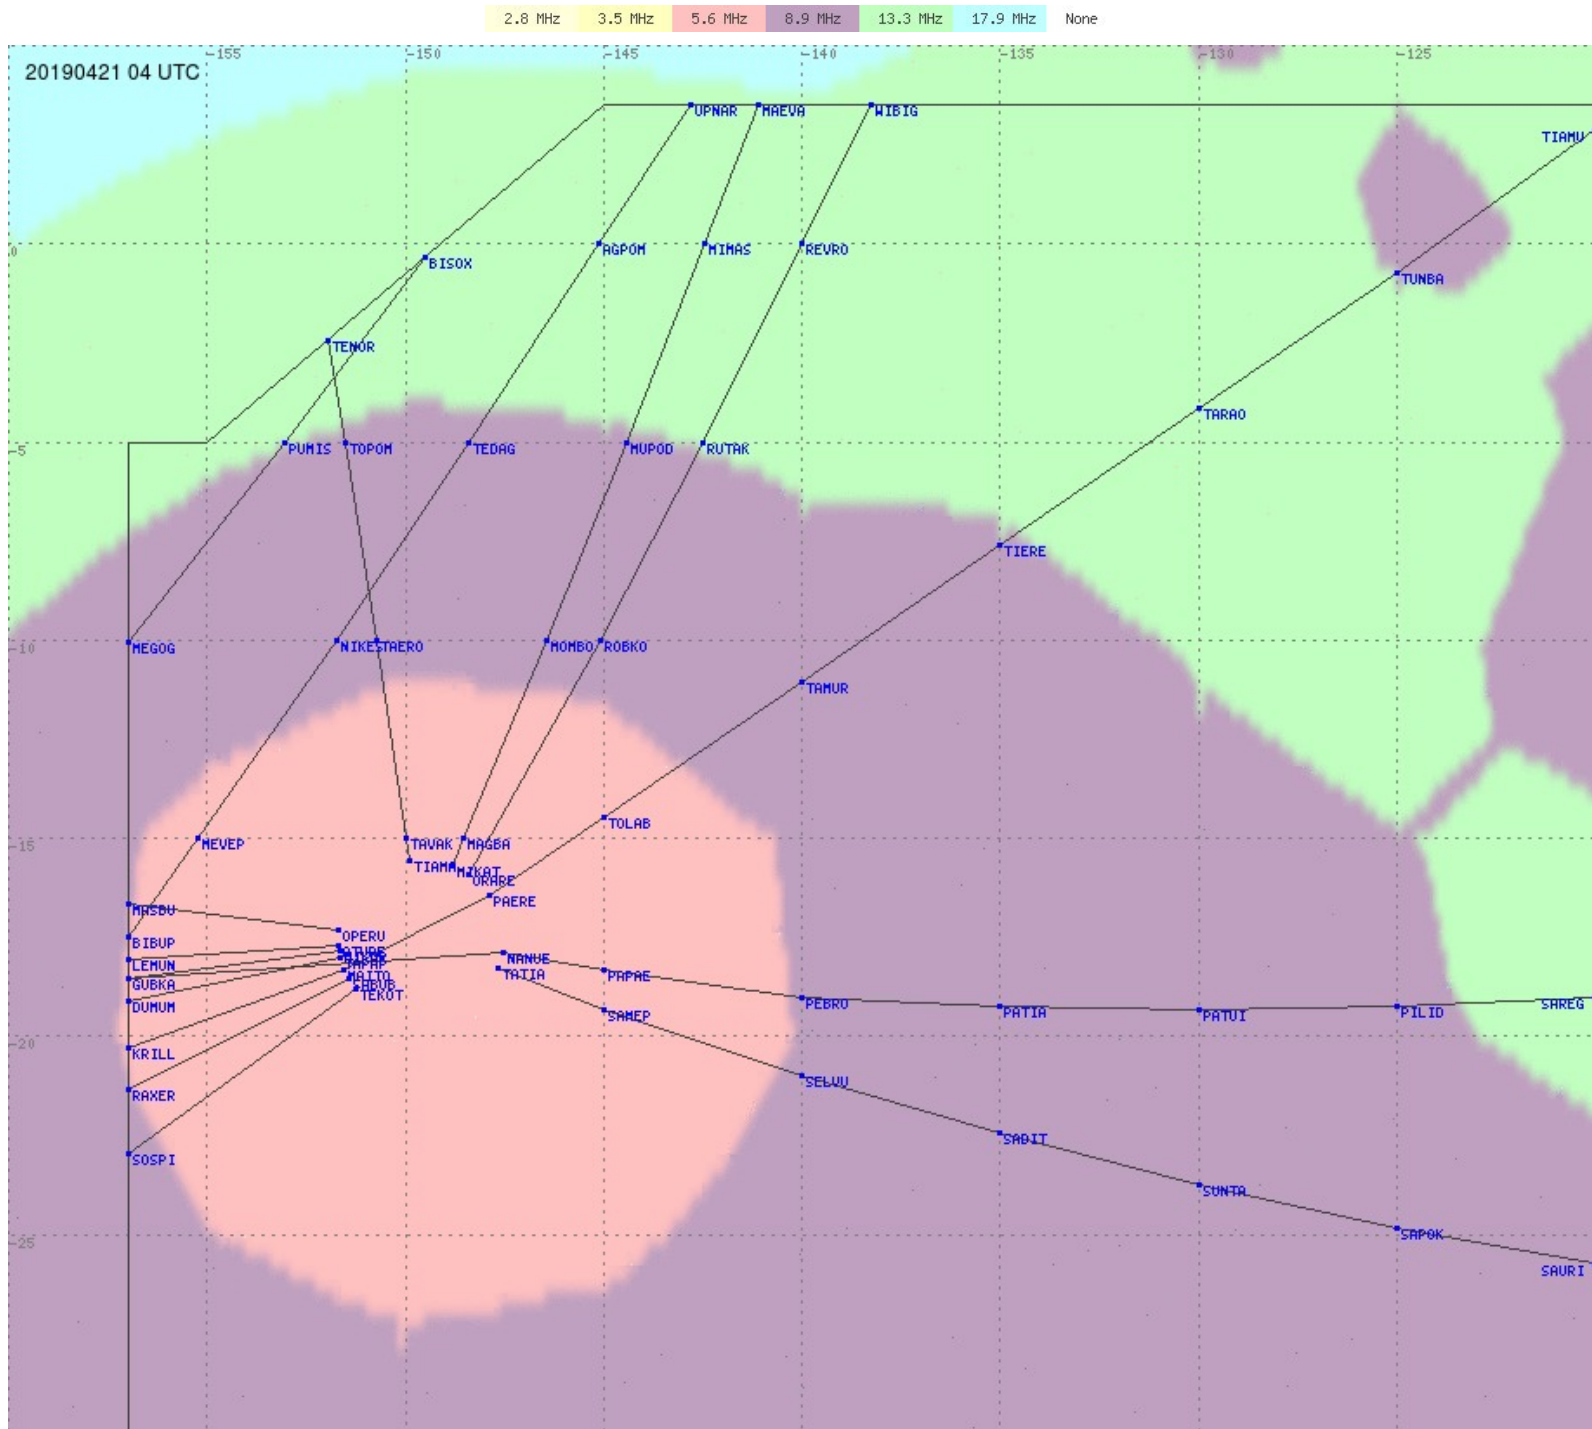 2.8 MHz 3.5 MHz 5.6 MHz 8.9 MHz 13.3 MHz 17.9 MHz None
-155 -150 -145 -140 -135 -130 -125
20190421 04 UTC
UPNAR MAEVA WIBIG
TIAMU
0 AGPOM MIMAS REVRO
BISOX
TUNBA
TENOR
TARAO
-5 PUMIS TOPOM TEDAG MUPOD RUTAK
TIERE
-10 MEGOG NIKES TAERO MOMBO ROBKO
TAMUR
TOLAB
-15 MEVEP TAVAK MAGBA
TIAMA MIKAT
ORARE
PAERE
MASBU
OPERU
BIBUP
NANUE
LEMUN
TATIA PAPAE
MAITO
GUBKA
TEKOT
DUMUM PEBRO SAREG
SAMEP PATIA PATUI PILID
-20
KRILL
SELVU
RAXER
SADIT
SOSPI
SUNTA
-25 SAPOK
SAURI